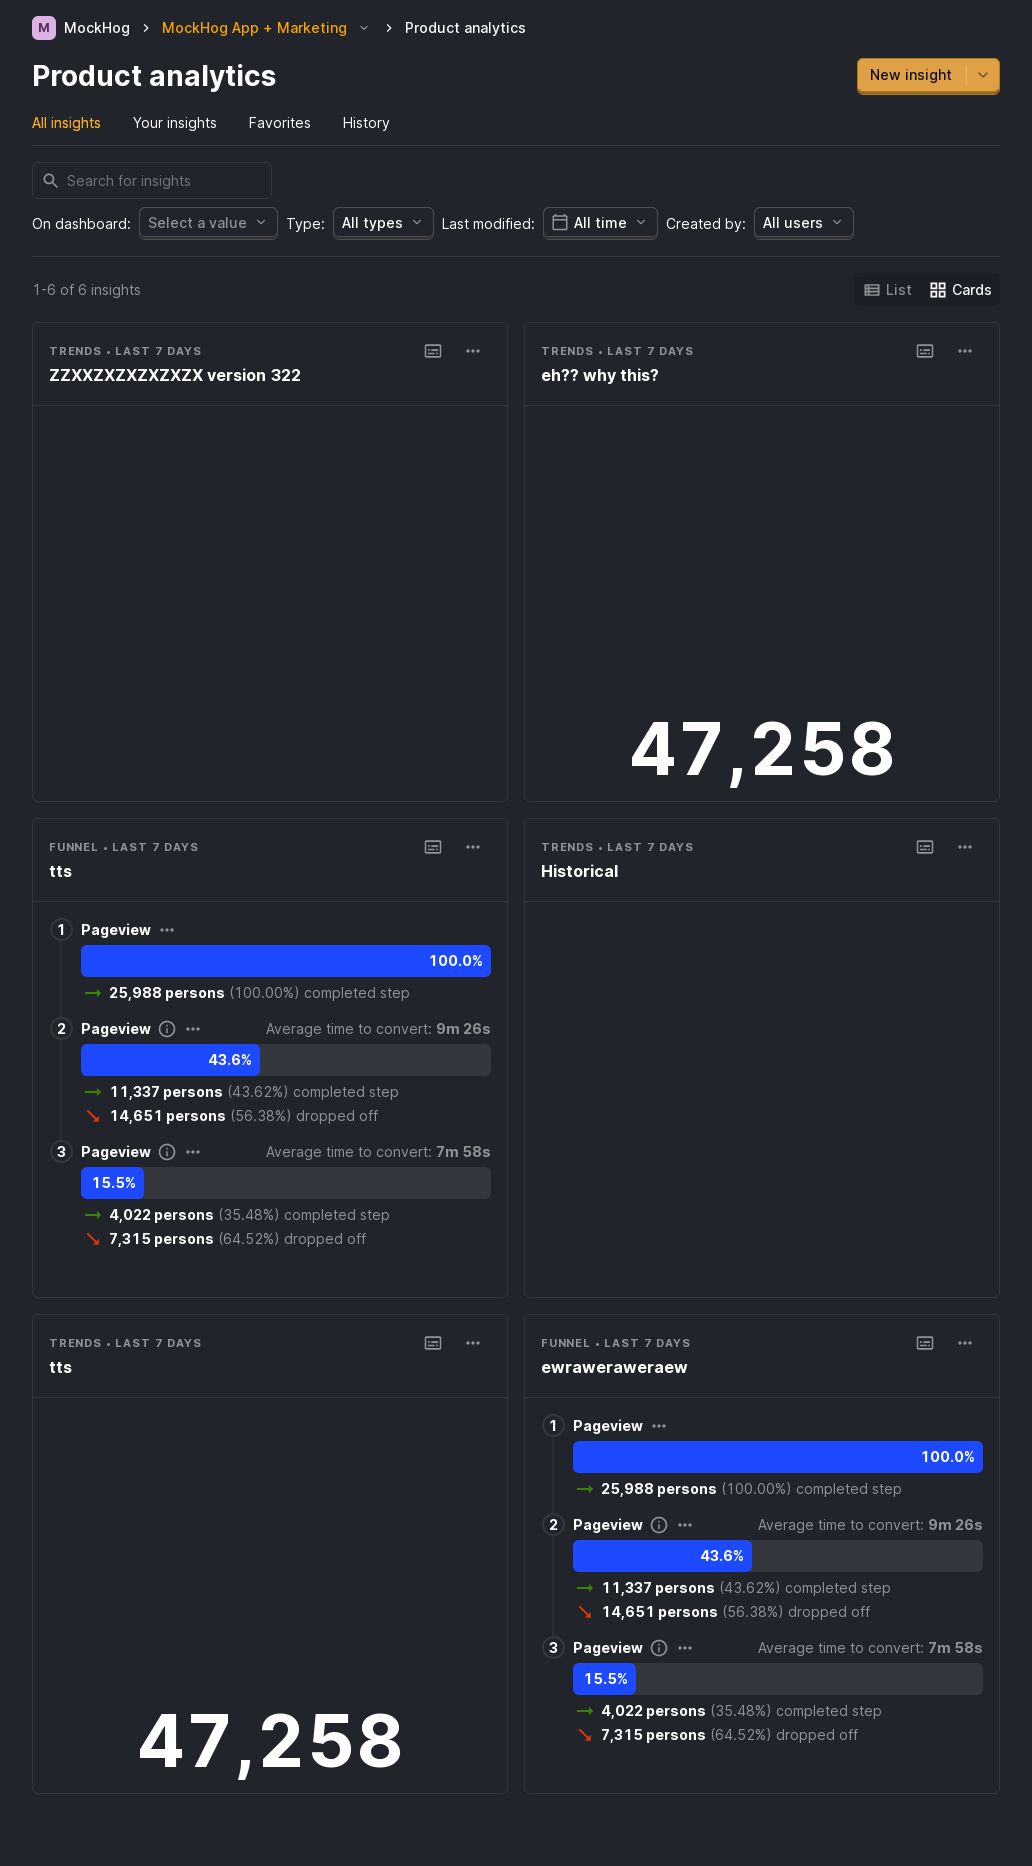 M MockHog > MockHog App + Marketing > Product analytics
Product analytics
New insight
All insights Your insights Favorites History
Search for insights
On dashboard: Select a value Type: All types Last modified: All time Created by: All users
1-6 of 6 insights
List Cards
TRENDS • LAST 7 DAYS
ZZXXZXZXZXZXZX version 322
TRENDS • LAST 7 DAYS
eh?? why this?
47,258
FUNNEL • LAST 7 DAYS
tts
1 Pageview
100.0%
25,988 persons (100.00%) completed step
2 Pageview Average time to convert: 9m 26s
43.6%
11,337 persons (43.62%) completed step
14,651 persons (56.38%) dropped off
3 Pageview Average time to convert: 7m 58s
15.5%
4,022 persons (35.48%) completed step
7,315 persons (64.52%) dropped off
TRENDS • LAST 7 DAYS
Historical
TRENDS • LAST 7 DAYS
tts
47,258
FUNNEL • LAST 7 DAYS
ewraweraweraew
1 Pageview
100.0%
25,988 persons (100.00%) completed step
2 Pageview Average time to convert: 9m 26s
43.6%
11,337 persons (43.62%) completed step
14,651 persons (56.38%) dropped off
3 Pageview Average time to convert: 7m 58s
15.5%
4,022 persons (35.48%) completed step
7,315 persons (64.52%) dropped off